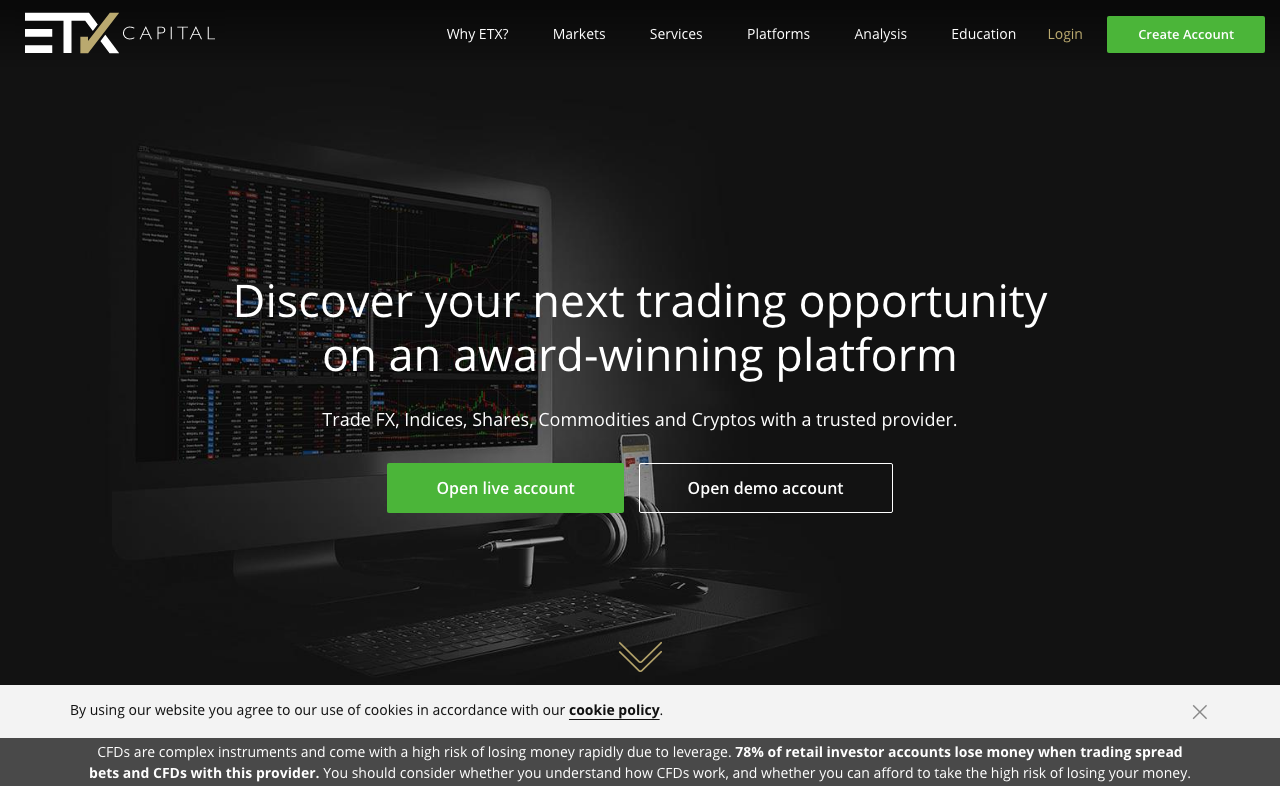 ETX CAPITAL
Why ETX?
Markets
Services
Platforms
Analysis
Education
Login
Create Account
Discover your next trading opportunity
on an award-winning platform
Trade FX, Indices, Shares, Commodities and Cryptos with a trusted provider.
Open live account
Open demo account
By using our website you agree to our use of cookies in accordance with our cookie policy.
CFDs are complex instruments and come with a high risk of losing money rapidly due to leverage. 78% of retail investor accounts lose money when trading spread
bets and CFDs with this provider. You should consider whether you understand how CFDs work, and whether you can afford to take the high risk of losing your money.